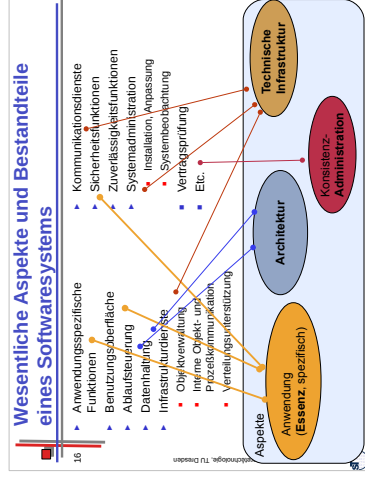 Wesentliche Aspekte und Bestandteile
eines Softwaresystems
Anwendungsspezifische
Funktionen
Benutzungsoberfläche
Ablaufsteuerung
Datenhaltung
Infrastrukturdienste
Objektverwaltung
Interne Objekt- und
Prozeßkommunikation
Verteilungsunterstützung
Kommunikationsdienste
Sicherheitsfunktionen
Zuverlässigkeitsfunktionen
Systemadministration
Installation, Anpassung
Systembeobachtung
Vertragsprüfung
Etc.
Aspekte
Anwendung
(Essenz, spezifisch)
Architektur
Konsistenz-
Administration
Technische
Infrastruktur
16
TU Dresden